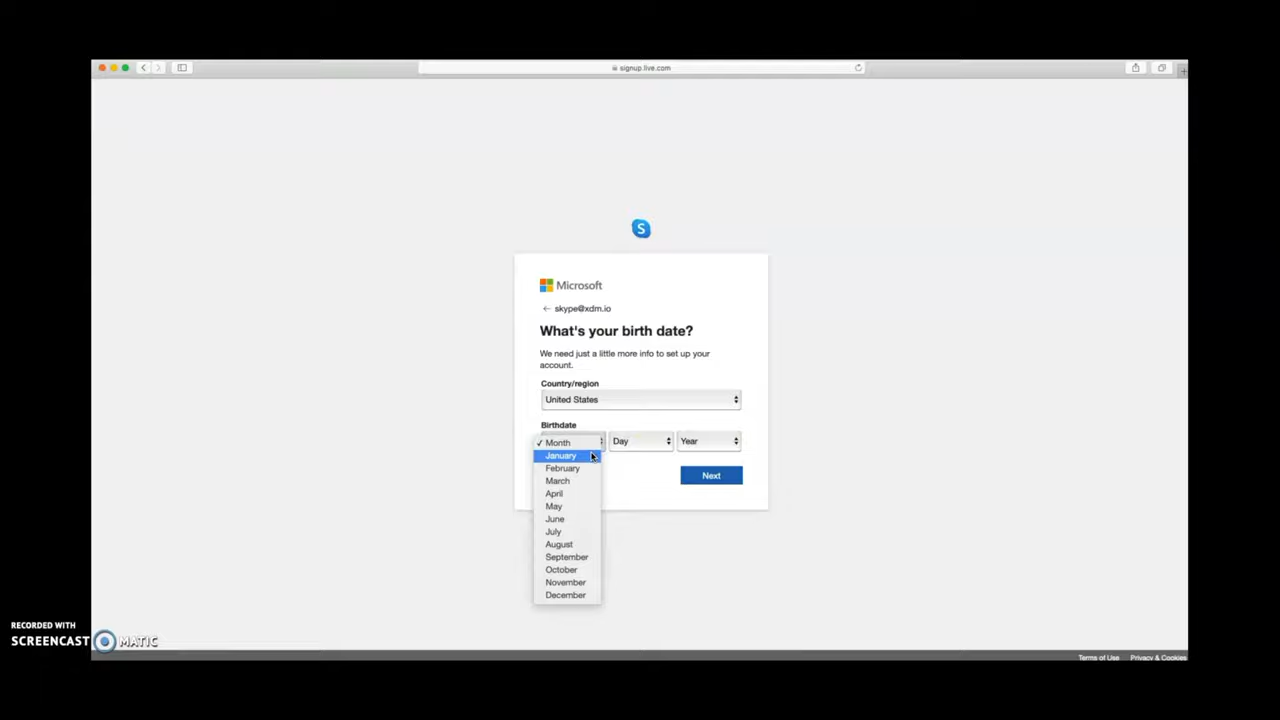 signup.live.com
S
Microsoft
← skype@xdm.io
What's your birth date?
We need just a little more info to set up your
account.
Country/region
United States
Birthdate
✓ Month
Day
Year
January
February
March
April
May
June
July
August
September
October
November
December
Next
RECORDED WITH
SCREENCAST MATIC
Terms of Use
Privacy & Cookies